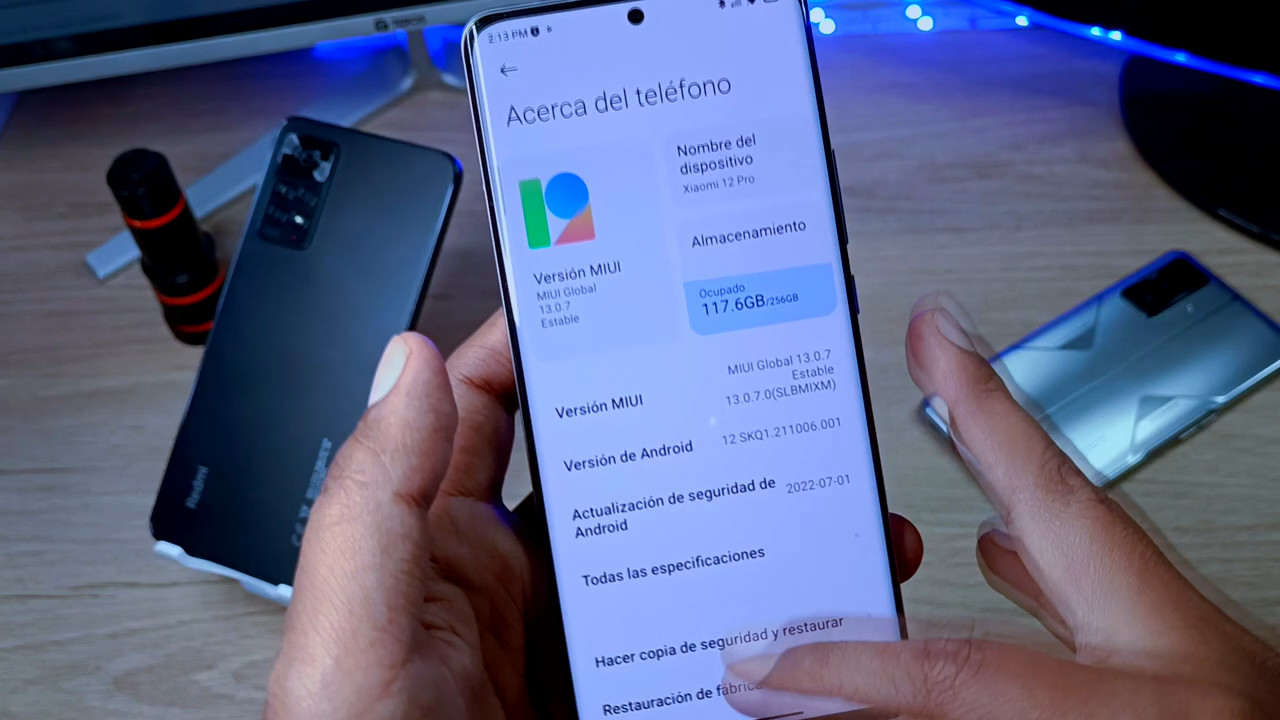 2:13 PM
Acerca del teléfono
Nombre del
dispositivo
Xiaomi 12 Pro
Versión MIUI
MIUI Global
13.0.7
Estable
Almacenamiento
Ocupado
117.6GB/256GB
Versión MIUI
MIUI Global 13.0.7
Estable
13.0.7.0(SLBMIXM)
Versión de Android
12 SKQ1.211006.001
Actualización de seguridad de
Android
2022-07-01
Todas las especificaciones
Hacer copia de seguridad y restaurar
Restauración de fábrica
Redmi